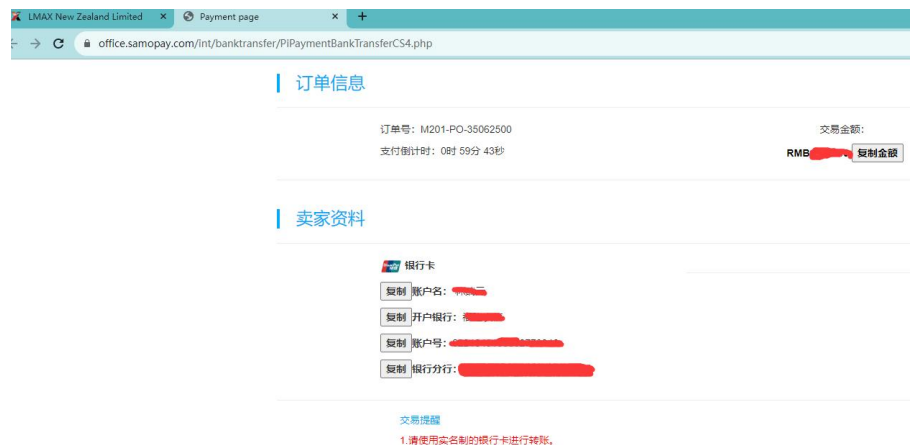 LMAX New Zealand Limited
Payment page
office.samopay.com/int/banktransfer/PiPaymentBankTransferCS4.php
订单信息
订单号：M201-PO-35062500
交易金额：
支付倒计时：0时 59分 43秒
RMB 复制金额
卖家资料
银行卡
复制 账户名：
复制 开户银行：
复制 账户号：
复制 银行分行：
交易提醒
1.请使用实名制的银行卡进行转账。